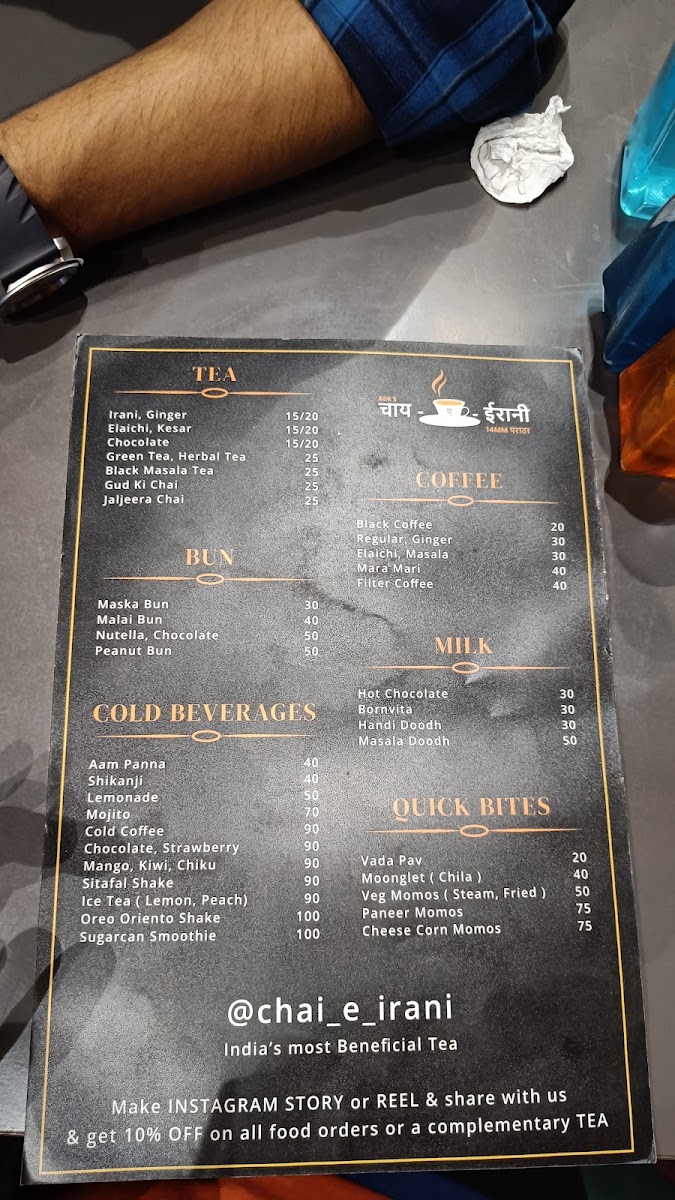 TEA
Irani, Ginger 15/20
Elaichi, Kesar 15/20
Chocolate 15/20
Green Tea, Herbal Tea 25
Black Masala Tea 25
Gud Ki Chai 25
Jaljeera Chai 25
BUN
Maska Bun 30
Malai Bun 40
Nutella, Chocolate 50
Peanut Bun 50
COLD BEVERAGES
Aam Panna 40
Shikanji 40
Lemonade 50
Mojito 70
Cold Coffee 90
Chocolate, Strawberry 90
Mango, Kiwi, Chiku 90
Sitafal Shake 90
Ice Tea ( Lemon, Peach) 90
Oreo Oriento Shake 100
Sugarcan Smoothie 100
चाय - ए - ईरानी
14MM पराठा
COFFEE
Black Coffee 20
Regular, Ginger 30
Elaichi, Masala 30
Mara Mari 40
Filter Coffee 40
MILK
Hot Chocolate 30
Bornvita 30
Handi Doodh 30
Masala Doodh 50
QUICK BITES
Vada Pav 20
Moonglet ( Chila ) 40
Veg Momos ( Steam, Fried ) 50
Paneer Momos 75
Cheese Corn Momos 75
@chai_e_irani
India's most Beneficial Tea
Make INSTAGRAM STORY or REEL & share with us
& get 10% OFF on all food orders or a complementary TEA